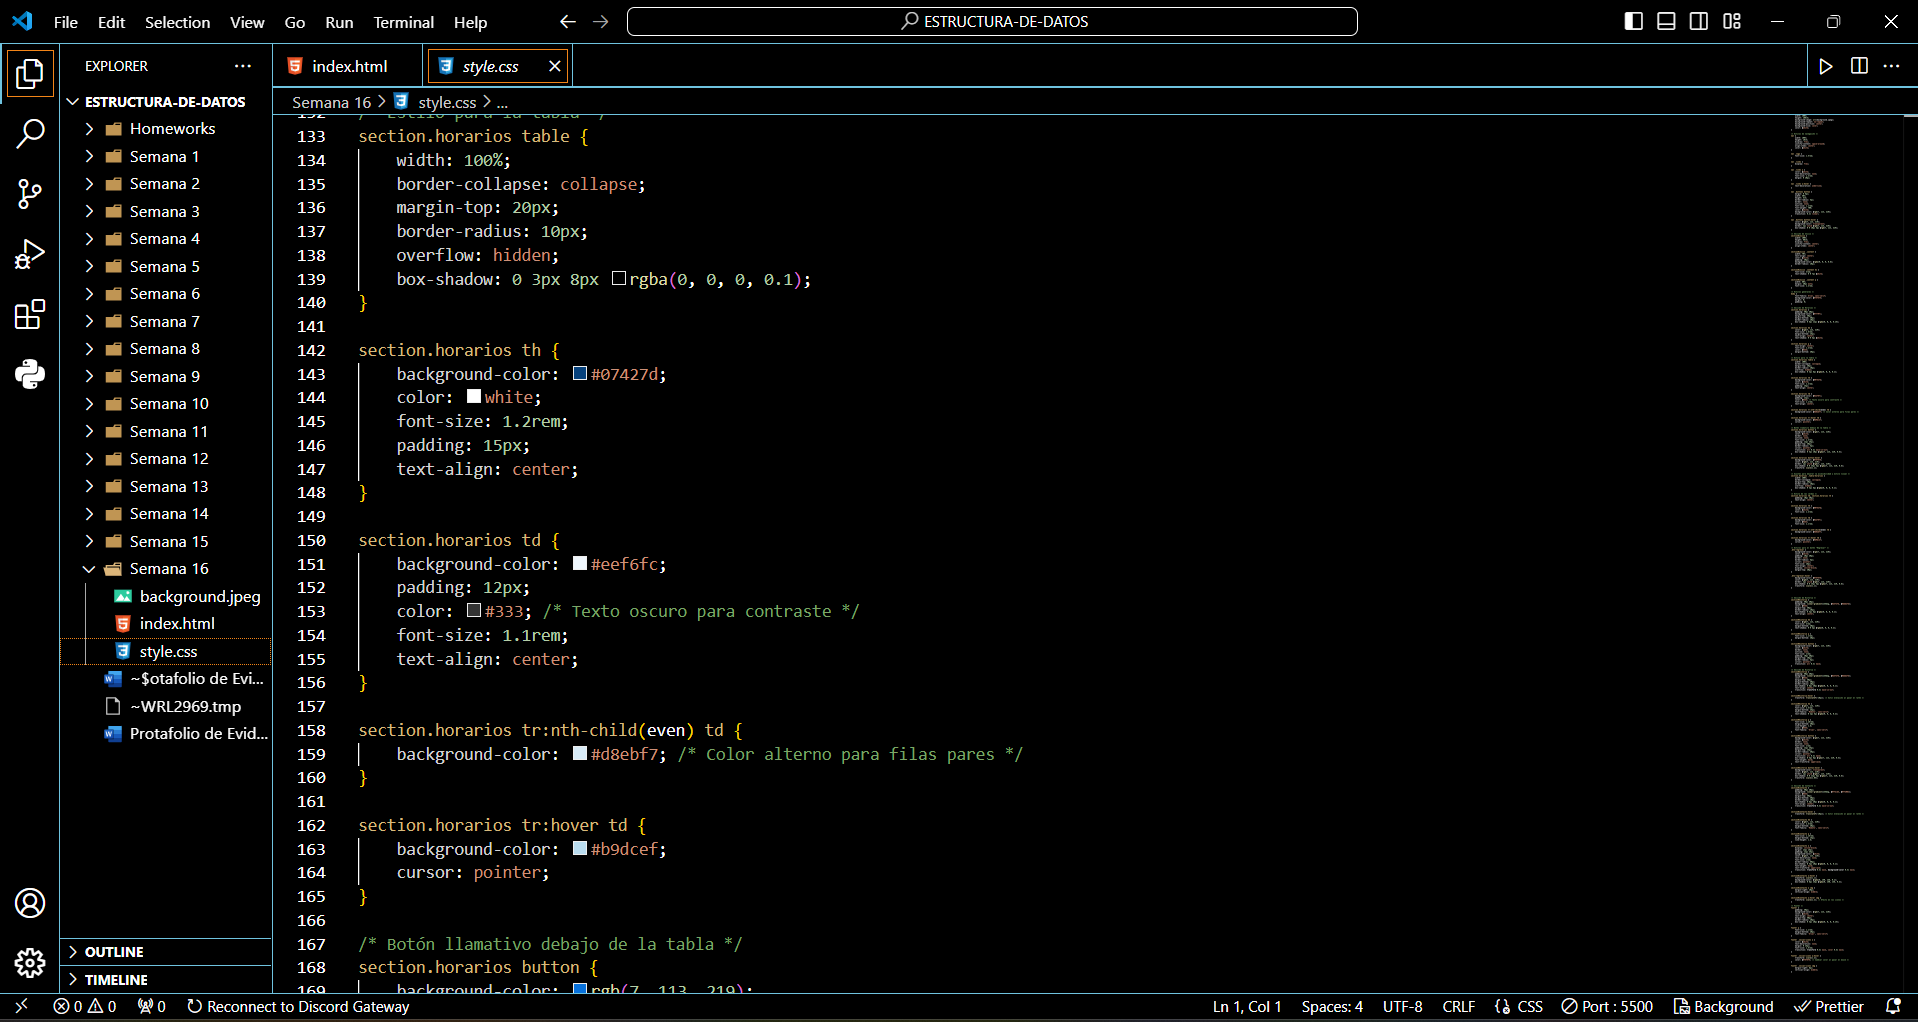 File Edit Selection View Go Run Terminal Help
ESTRUCTURA-DE-DATOS
EXPLORER
ESTRUCTURA-DE-DATOS
Homeworks
Semana 1
Semana 2
Semana 3
Semana 4
Semana 5
Semana 6
Semana 7
Semana 8
Semana 9
Semana 10
Semana 11
Semana 12
Semana 13
Semana 14
Semana 15
Semana 16
background.jpeg
index.html
style.css
~$otafolio de Evi...
~WRL2969.tmp
Protafolio de Evid...
OUTLINE
TIMELINE
index.html
style.css
Semana 16 > style.css > ...
132 /* Estilo para la tabla */
133 section.horarios table {
134     width: 100%;
135     border-collapse: collapse;
136     margin-top: 20px;
137     border-radius: 10px;
138     overflow: hidden;
139     box-shadow: 0 3px 8px rgba(0, 0, 0, 0.1);
140 }
141
142 section.horarios th {
143     background-color: #07427d;
144     color: white;
145     font-size: 1.2rem;
146     padding: 15px;
147     text-align: center;
148 }
149
150 section.horarios td {
151     background-color: #eef6fc;
152     padding: 12px;
153     color: #333; /* Texto oscuro para contraste */
154     font-size: 1.1rem;
155     text-align: center;
156 }
157
158 section.horarios tr:nth-child(even) td {
159     background-color: #d8ebf7; /* Color alterno para filas pares */
160 }
161
162 section.horarios tr:hover td {
163     background-color: #b9dcef;
164     cursor: pointer;
165 }
166
167 /* Botón llamativo debajo de la tabla */
168 section.horarios button {
169     background-color: rgb(7, 113, 219);
0 0 0 Reconnect to Discord Gateway
Ln 1, Col 1 Spaces: 4 UTF-8 CRLF {} CSS Port : 5500 Background Prettier